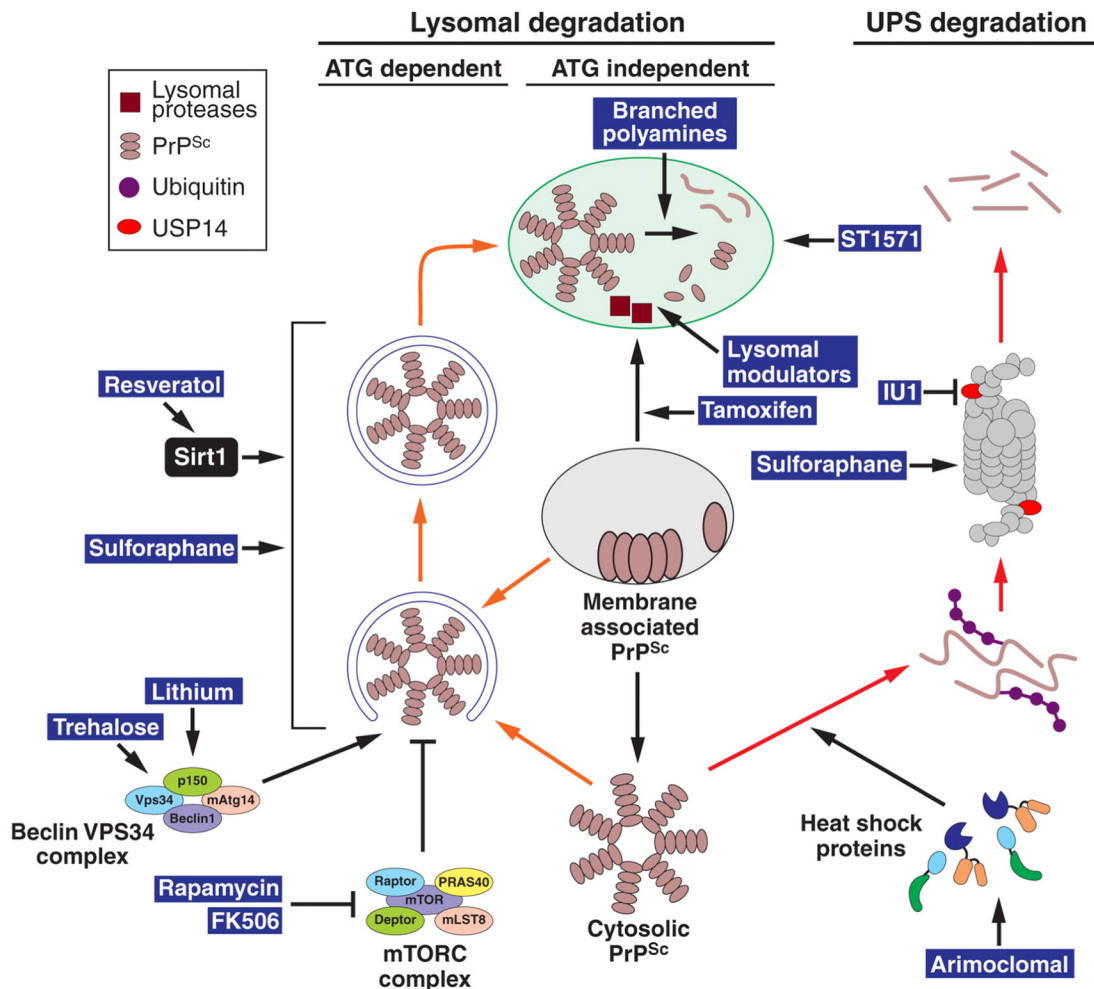 Lysomal degradation
UPS degradation
ATG dependent
ATG independent
Lysomal
proteases
PrPSc
Ubiquitin
USP14
Branched
polyamines
ST1571
Lysomal
modulators
Tamoxifen
IU1
Sulforaphane
Resveratol
Sirt1
Sulforaphane
Membrane
associated
PrPSc
Lithium
Trehalose
p150
Vps34
mAtg14
Beclin1
Beclin VPS34
complex
Rapamycin
FK506
Raptor
PRAS40
mTOR
Deptor
mLST8
mTORC
complex
Cytosolic
PrPSc
Heat shock
proteins
Arimoclomal